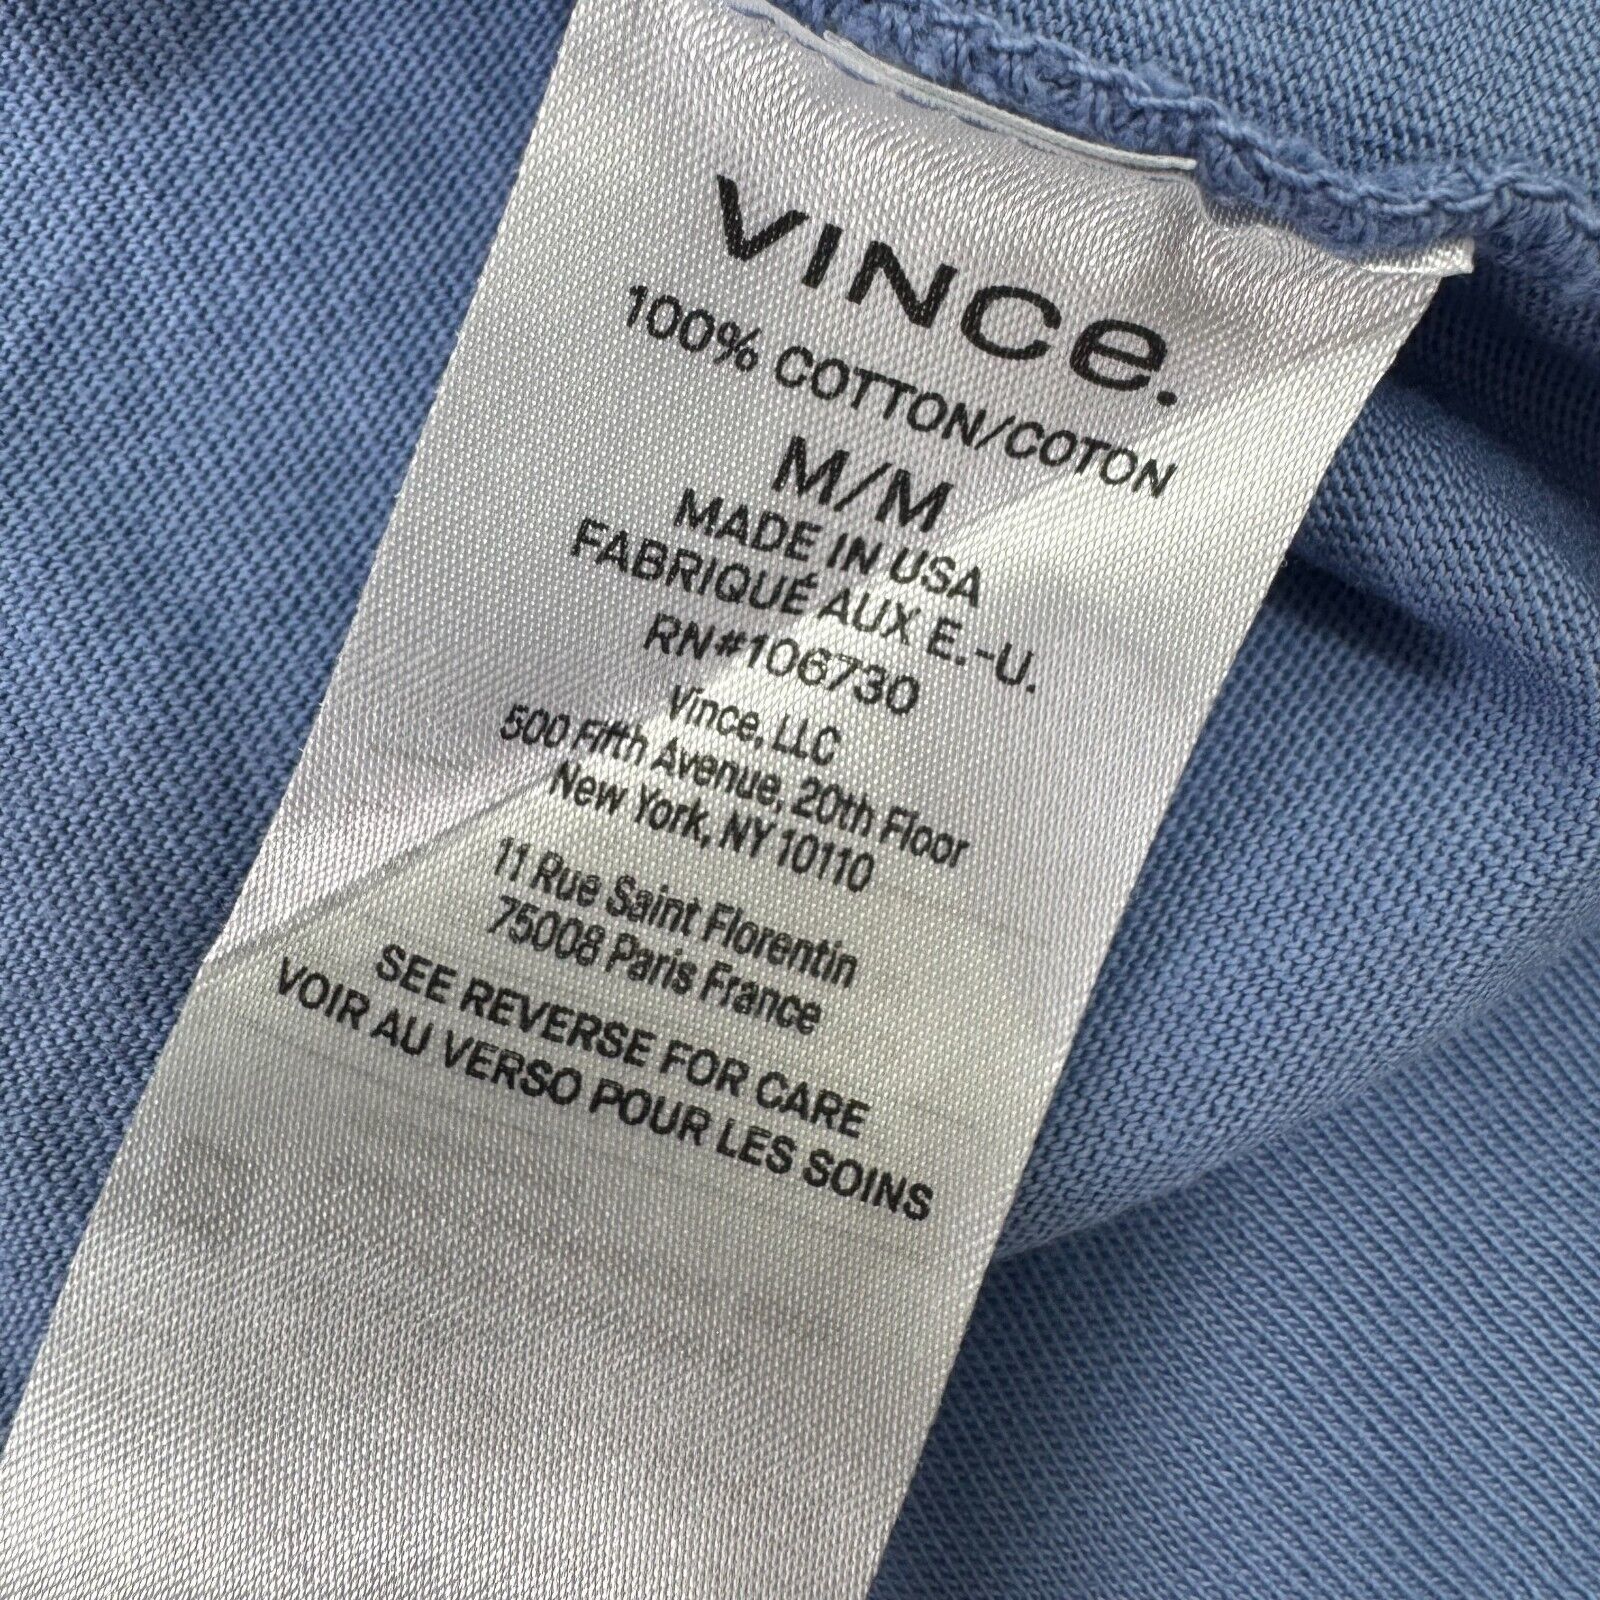 VINCe.
100% COTTON/COTON
M/M
MADE IN USA
FABRIQUÉ AUX E.-U.
RN#106730
Vince, LLC
500 Fifth Avenue, 20th Floor
New York, NY 10110
11 Rue Saint Florentin
75008 Paris France
SEE REVERSE FOR CARE
VOIR AU VERSO POUR LES SOINS